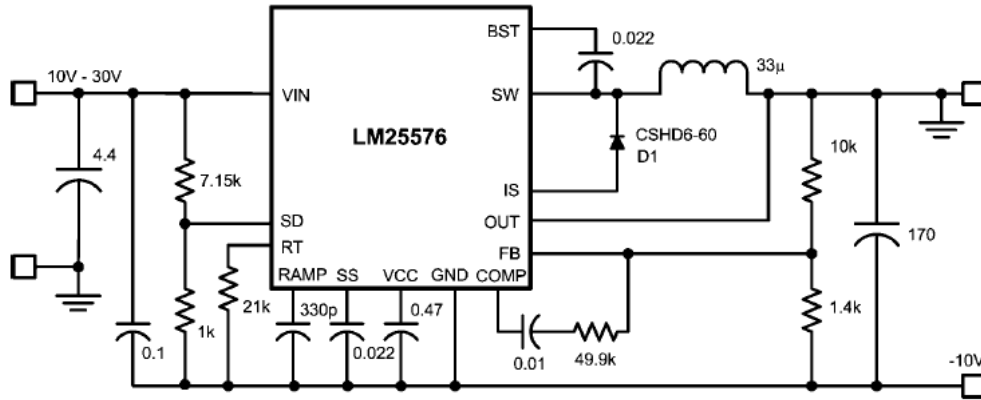 10V - 30V
4.4
0.1
7.15k
1k
21k
LM25576
VIN
SD
RT
RAMP
SS
VCC
GND
COMP
BST
SW
IS
OUT
FB
330p
0.022
0.47
0.01
49.9k
0.022
33µ
CSHD6-60
D1
10k
170
1.4k
-10V